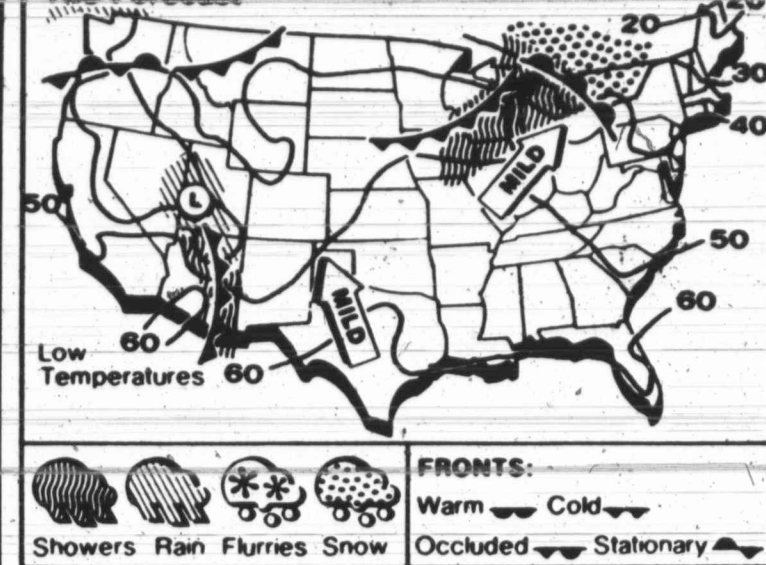 20
30
40
MILD
L
50
50
MILD
60
60
Low
Temperatures
60
FRONTS:
Warm Cold
Showers Rain Flurries Snow
Occluded Stationary